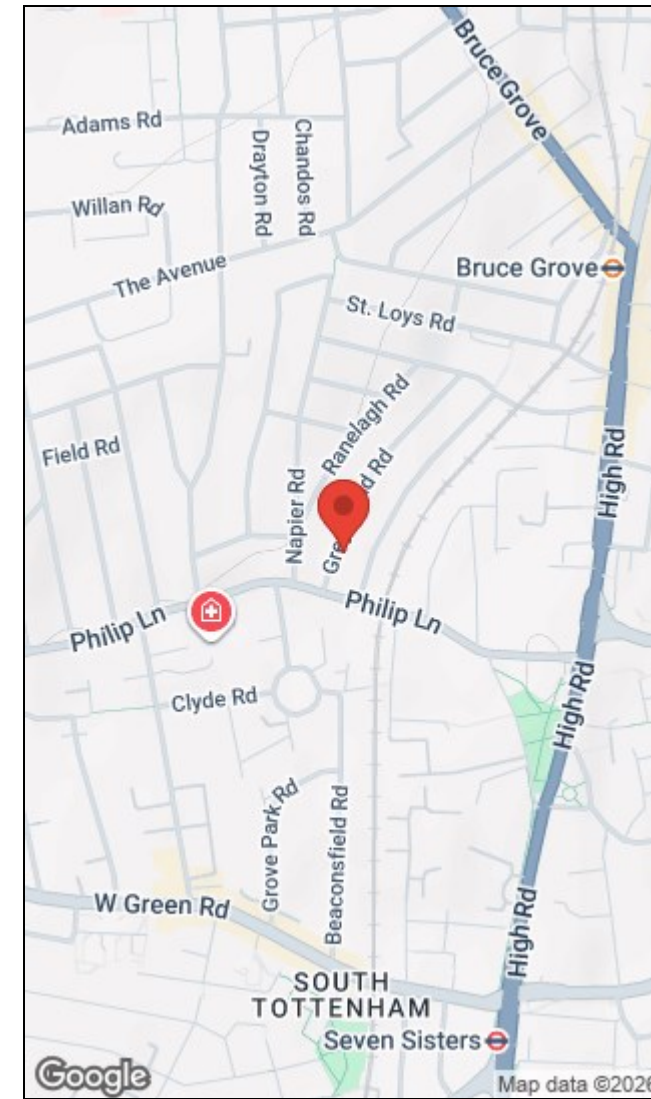 Bruce Grove
Adams Rd
Drayton Rd
Chandos Rd
Willan Rd
The Avenue
Bruce Grove
St. Loys Rd
Ranelagh Rd
Field Rd
High Rd
Napier Rd
Philip Ln
Philip Ln
Clyde Rd
High Rd
Grove Park Rd
Beaconsfield Rd
W Green Rd
High Rd
SOUTH
TOTTENHAM
Seven Sisters
Google
Map data ©2026